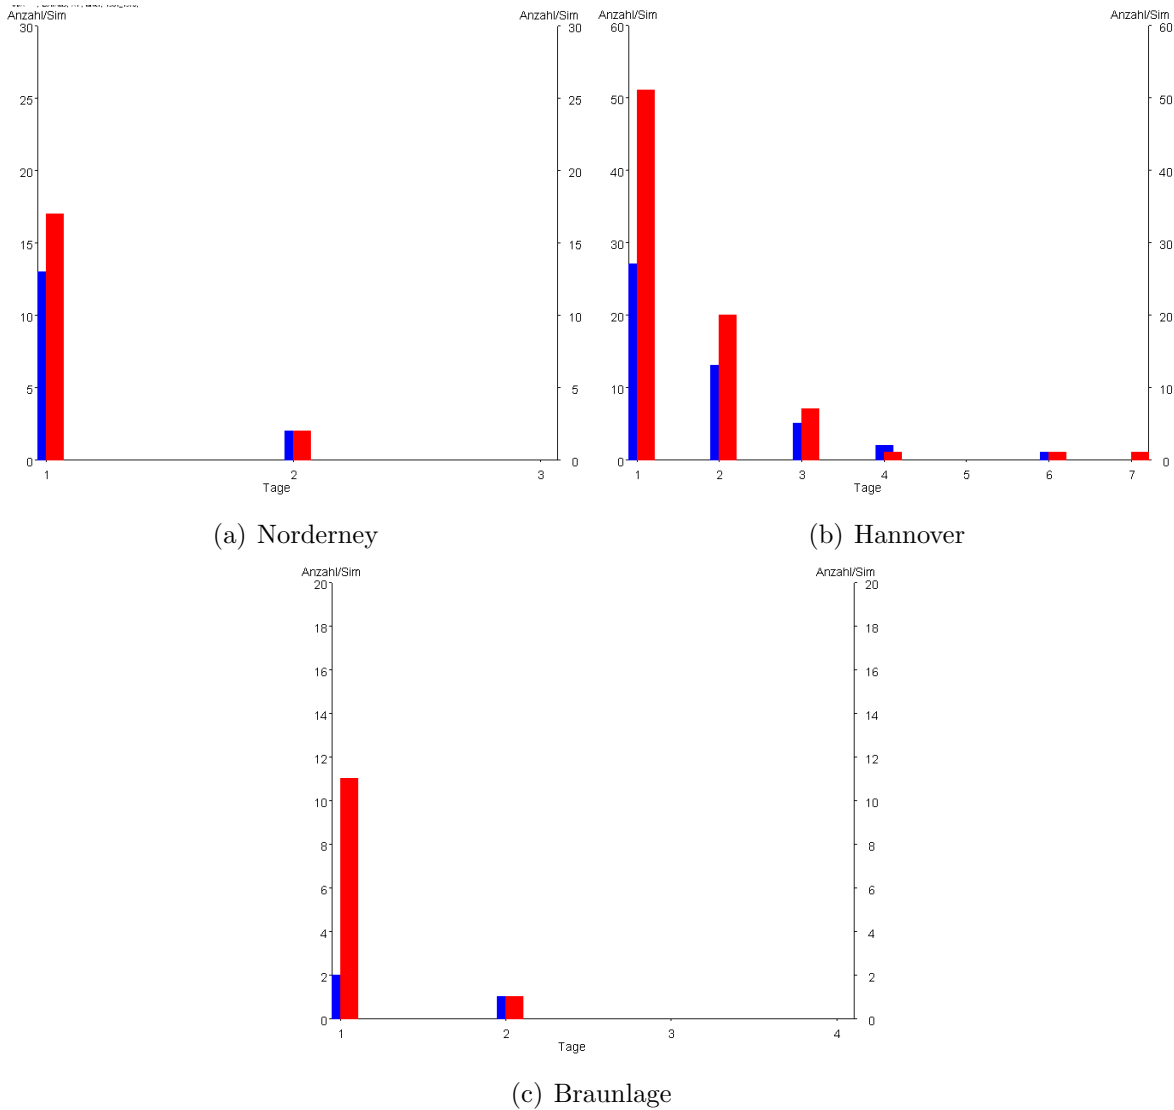 Anzahl/Sim Anzahl/Sim
30 30
25 25
20 20
15 15
10 10
5 5
0 0
1 2 3
Tage
(a) Norderney
Anzahl/Sim Anzahl/Sim
60 60
50 50
40 40
30 30
20 20
10 10
0 0
1 2 3 4 5 6 7
Tage
(b) Hannover
Anzahl/Sim Anzahl/Sim
20 20
18 18
16 16
14 14
12 12
10 10
8 8
6 6
4 4
2 2
0 0
1 2 3 4
Tage
(c) Braunlage